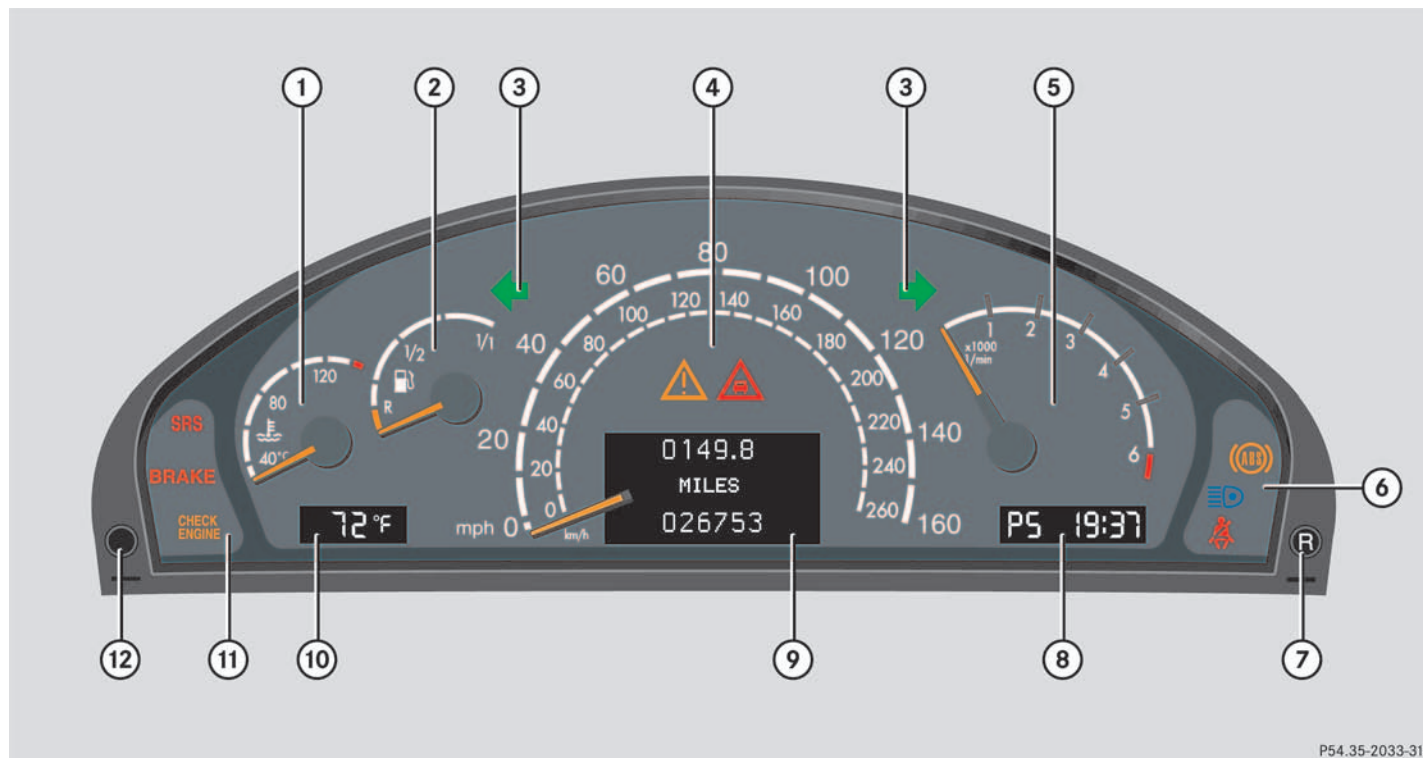 1 2 3 4 3 5
80
60 100
120 140
1/1 40 100 160 120 1 2
1/2 80 180 x1000 3
1/min
120 60 200 4
80 R 220 5
SRS 20 40 140 6 ABS
40°C 0149.8 240
BRAKE 20 MILES 6
CHECK
ENGINE 72°F mph 0 0 km/h 026753 260 160 PS 19:37 R
12 11 10 9 8 7
P54.35-2033-31